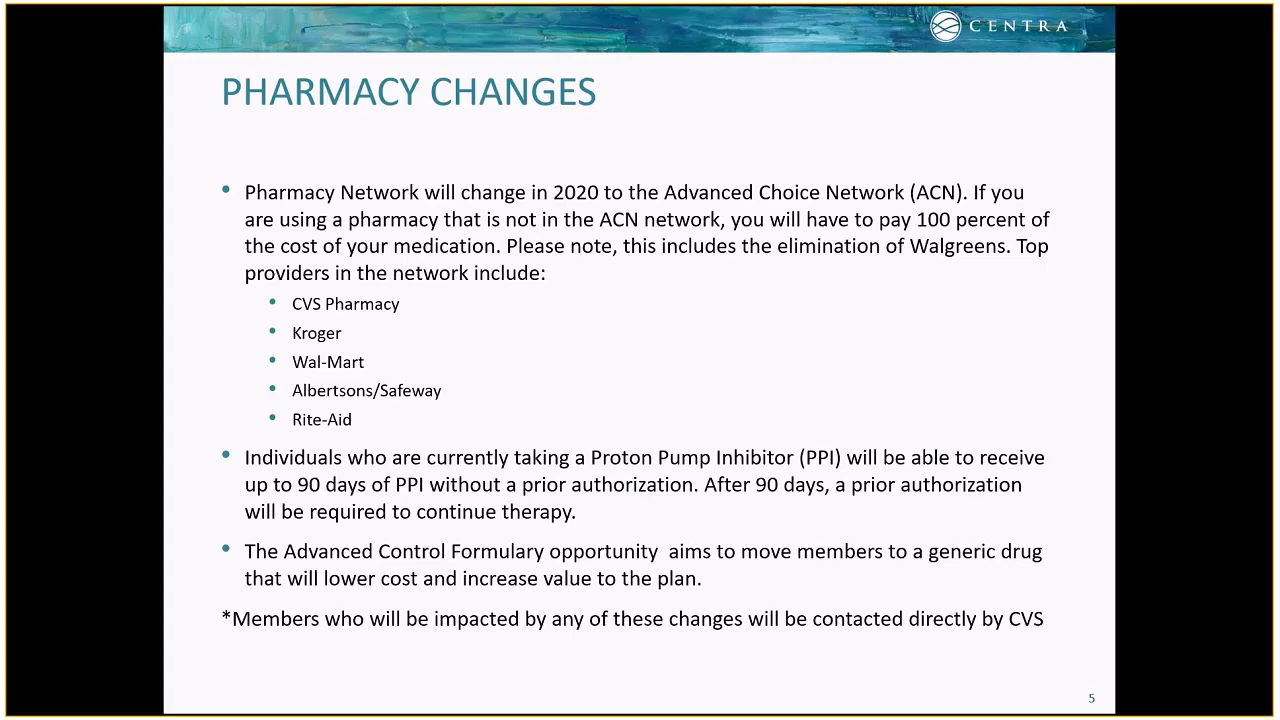 CENTRA
PHARMACY CHANGES
• Pharmacy Network will change in 2020 to the Advanced Choice Network (ACN). If you
are using a pharmacy that is not in the ACN network, you will have to pay 100 percent of
the cost of your medication. Please note, this includes the elimination of Walgreens. Top
providers in the network include:
• CVS Pharmacy
• Kroger
• Wal-Mart
• Albertsons/Safeway
• Rite-Aid
• Individuals who are currently taking a Proton Pump Inhibitor (PPI) will be able to receive
up to 90 days of PPI without a prior authorization. After 90 days, a prior authorization
will be required to continue therapy.
• The Advanced Control Formulary opportunity  aims to move members to a generic drug
that will lower cost and increase value to the plan.
*Members who will be impacted by any of these changes will be contacted directly by CVS
5